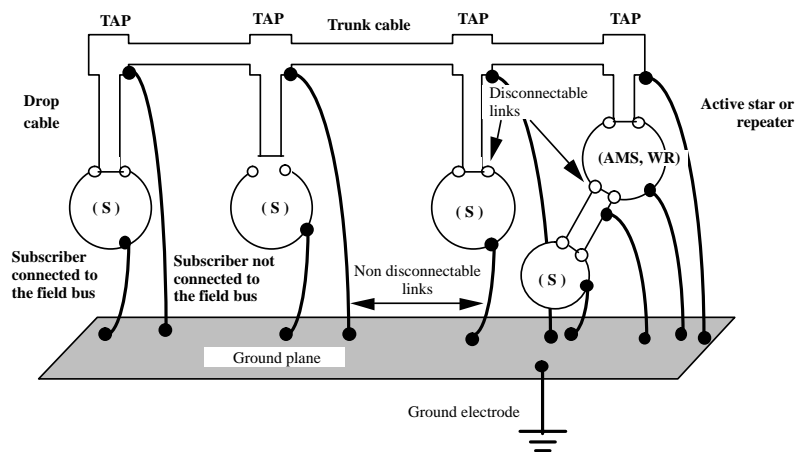 TAP
TAP
TAP
TAP
Trunk cable
Drop
cable
Disconnectable
links
Active star or
repeater
(AMS, WR)
( S )
( S )
( S )
Subscriber
connected to
the field bus
Subscriber not
connected to
the field bus
Non disconnectable
links
( S )
Ground plane
Ground electrode